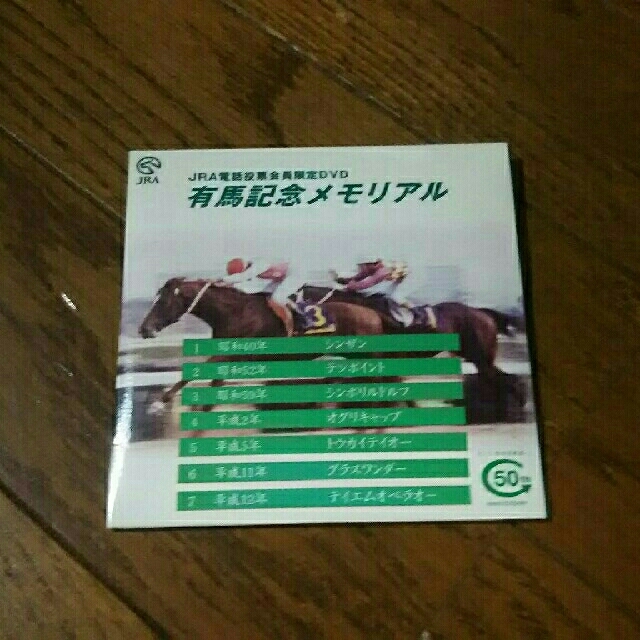 JRA
JRA電話投票会員限定DVD
有馬記念メモリアル
3
1 昭和40年 シンザン
2 昭和52年 テンポイント
3 昭和59年 シンボリルドルフ
4 平成2年 オグリキャップ
5 平成5年 トウカイテイオー
6 平成11年 グラスワンダー
7 平成12年 テイエムオペラオー
50th